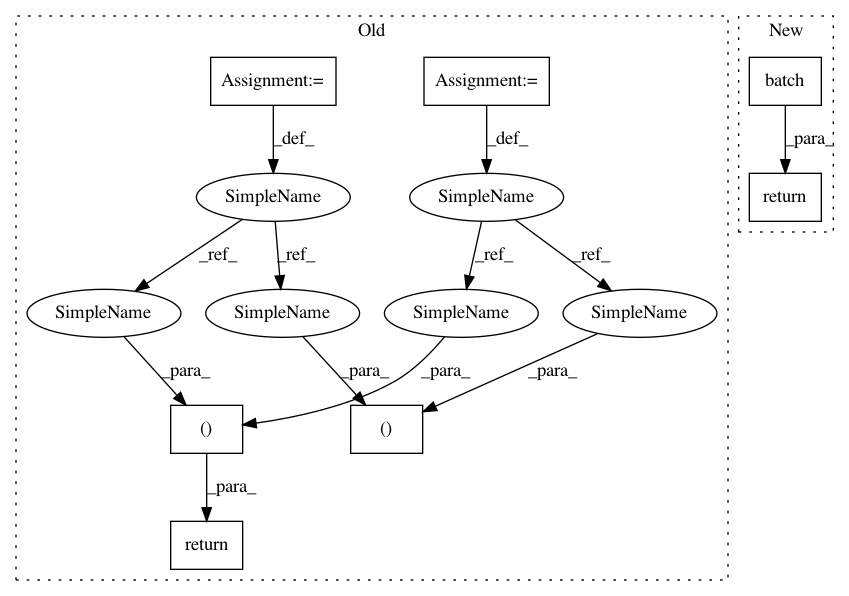 Old
New
Assignment:=
Assignment:=
batch
_def_
_def_
_para_
SimpleName
SimpleName
return
_ref_
_ref_
_ref_
_ref_
SimpleName
SimpleName
SimpleName
SimpleName
_para_
_para_
_para_
_para_
()
()
_para_
return